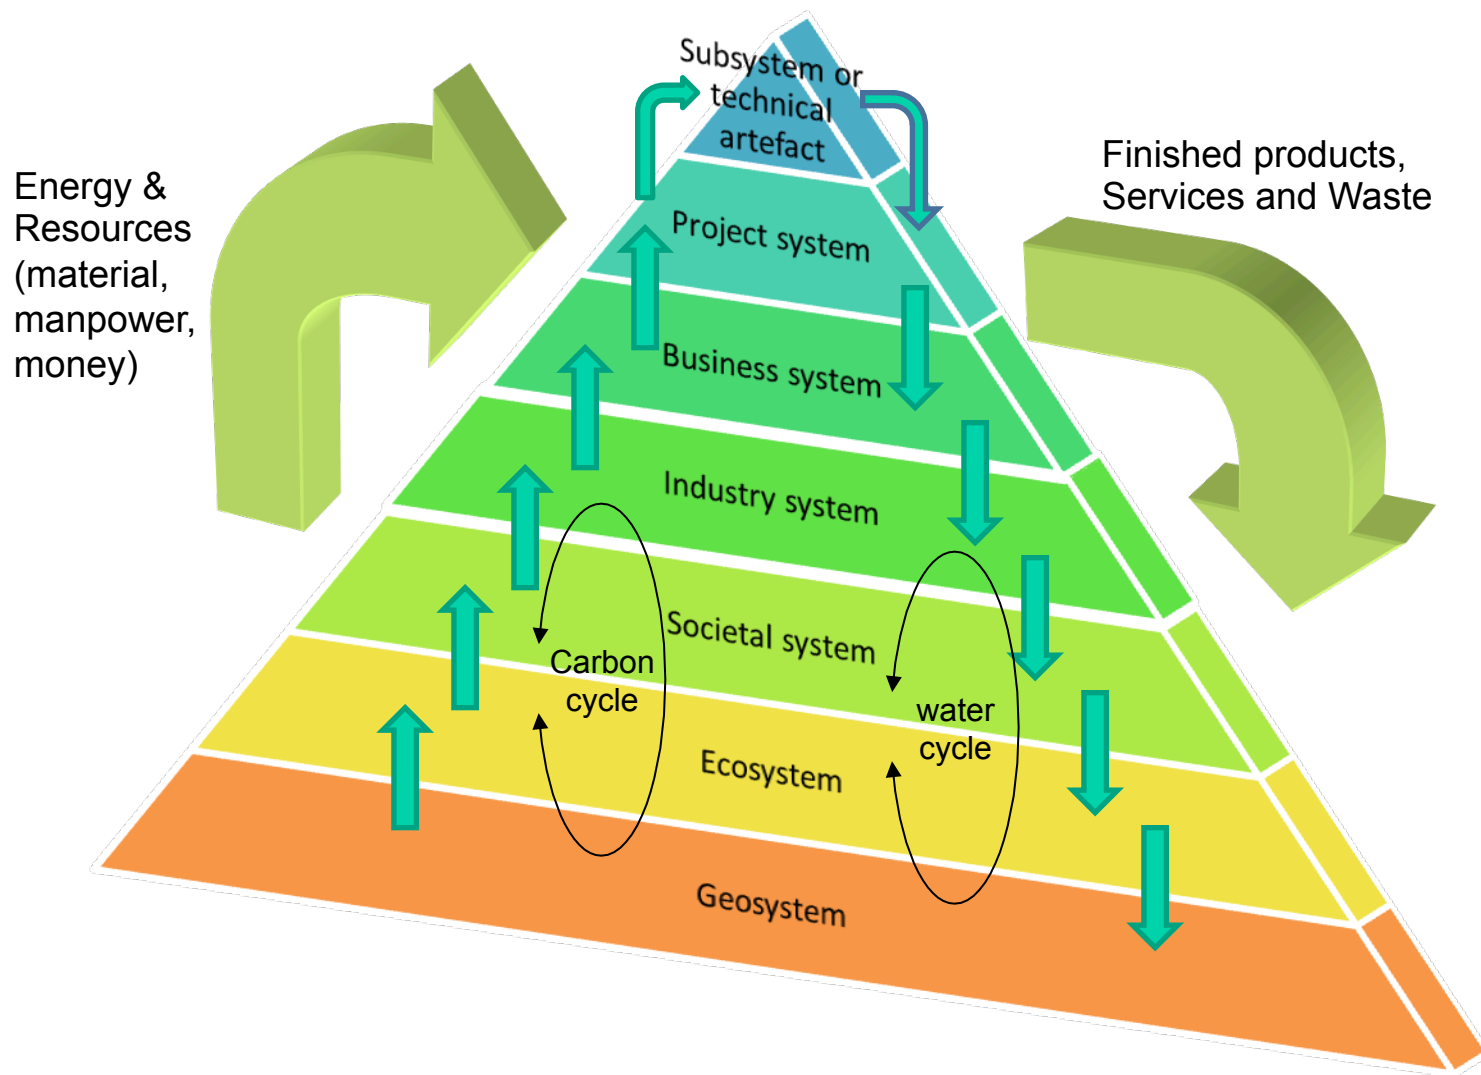 Subsystem or
technical
artefact
Energy &
Resources
(material,
manpower,
money)
Finished products,
Services and Waste
Project system
Business system
Industry system
Societal system
Carbon
cycle
water
cycle
Ecosystem
Geosystem